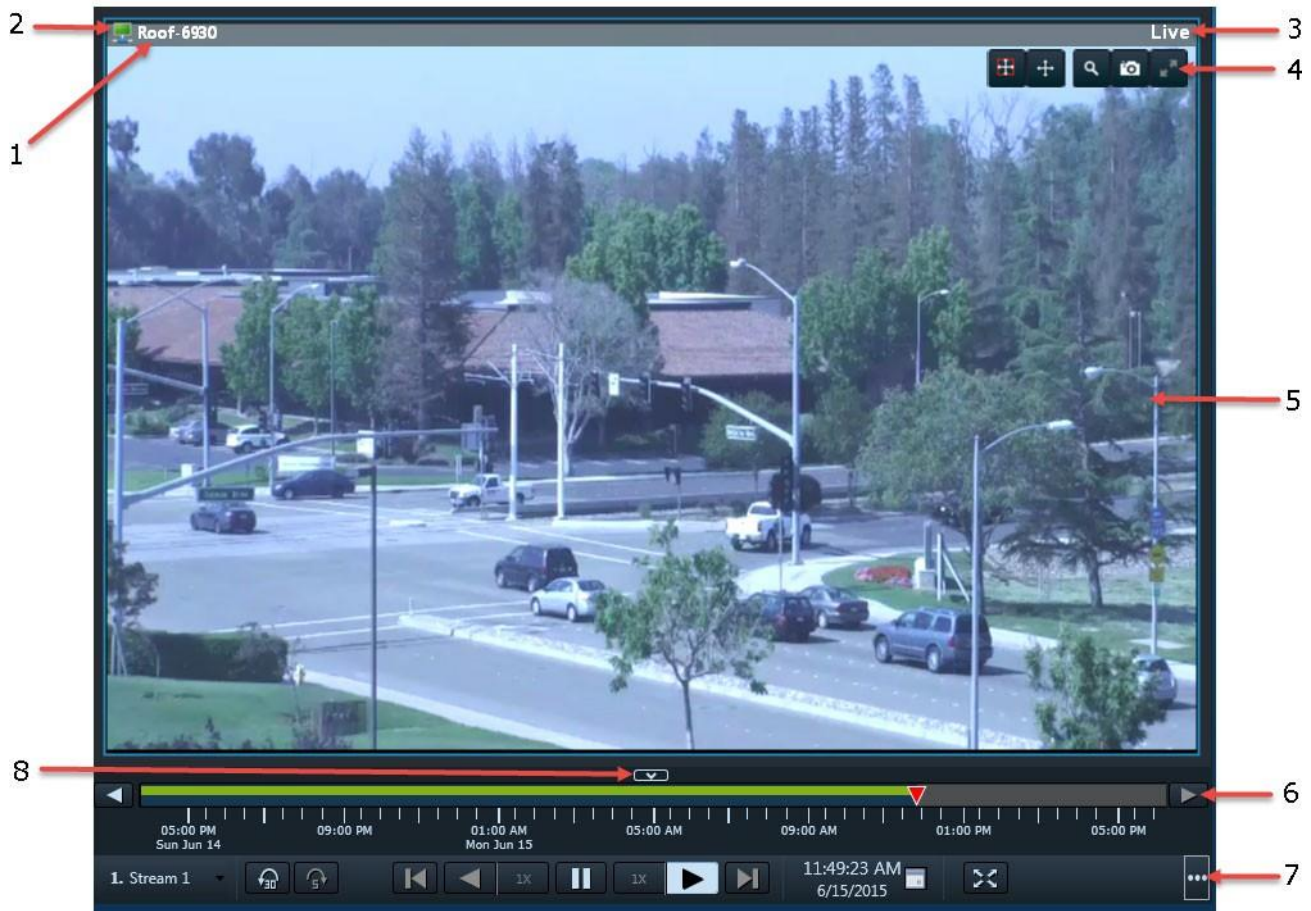 2
Roof-6930
Live
3
4
1
5
8
6
05:00 PM
Sun Jun 14
09:00 PM
01:00 AM
Mon Jun 15
05:00 AM
09:00 AM
01:00 PM
05:00 PM
1. Stream 1
30
5
1X
1X
11:49:23 AM
6/15/2015
7